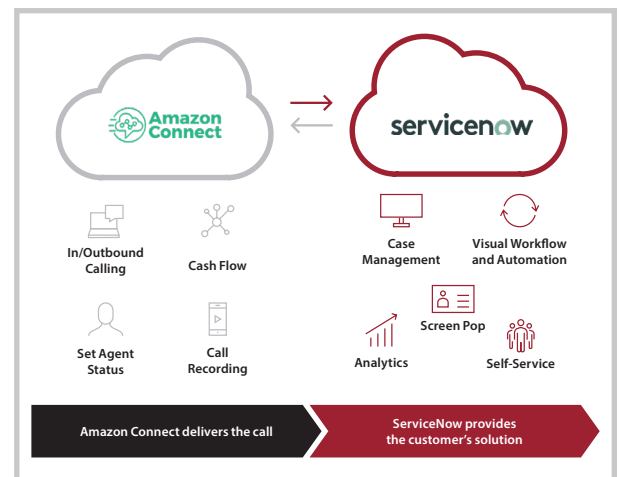 Amazon
Connect
servicenow
In/Outbound
Calling
Cash Flow
Case
Management
Visual Workflow
and Automation
Set Agent
Status
Call
Recording
Analytics
Screen Pop
Self-Service
Amazon Connect delivers the call
ServiceNow provides
the customer's solution